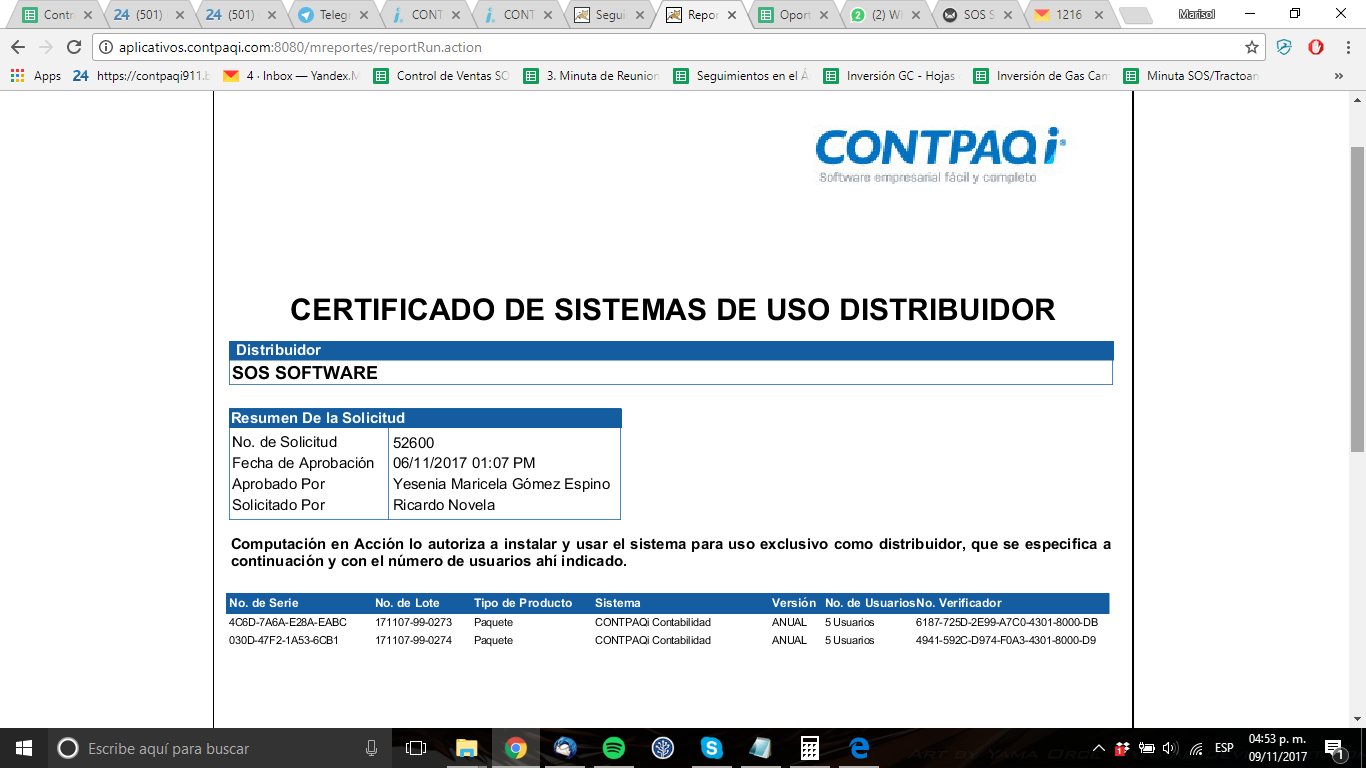 Contr
24 (501)
24 (501)
Telegr
CONT
CONT
Segui
Repor
Oport
(2) W
SOS S
1216
Marisol
aplicativos.contpaqi.com:8080/mreportes/reportRun.action
Apps
24 https://contpaqi911.b
4 · Inbox — Yandex.M
Control de Ventas SO
3. Minuta de Reunion
Seguimientos en el Á
Inversión GC - Hojas
Inversión de Gas Cam
Minuta SOS/Tractoan
»
CONTPAQ i®
Software empresarial fácil y completo
CERTIFICADO DE SISTEMAS DE USO DISTRIBUIDOR
Distribuidor
SOS SOFTWARE
Resumen De la Solicitud
No. de Solicitud 52600
Fecha de Aprobación 06/11/2017 01:07 PM
Aprobado Por Yesenia Maricela Gómez Espino
Solicitado Por Ricardo Novela
Computación en Acción lo autoriza a instalar y usar el sistema para uso exclusivo como distribuidor, que se especifica a
continuación y con el número de usuarios ahí indicado.
No. de Serie No. de Lote Tipo de Producto Sistema Versión No. de Usuarios No. Verificador
4C6D-7A6A-E28A-EABC 171107-99-0273 Paquete CONTPAQi Contabilidad ANUAL 5 Usuarios 6187-725D-2E99-A7C0-4301-8000-DB
030D-47F2-1A53-6CB1 171107-99-0274 Paquete CONTPAQi Contabilidad ANUAL 5 Usuarios 4941-592C-D974-F0A3-4301-8000-D9
Escribe aquí para buscar
ESP
04:53 p. m.
09/11/2017
1